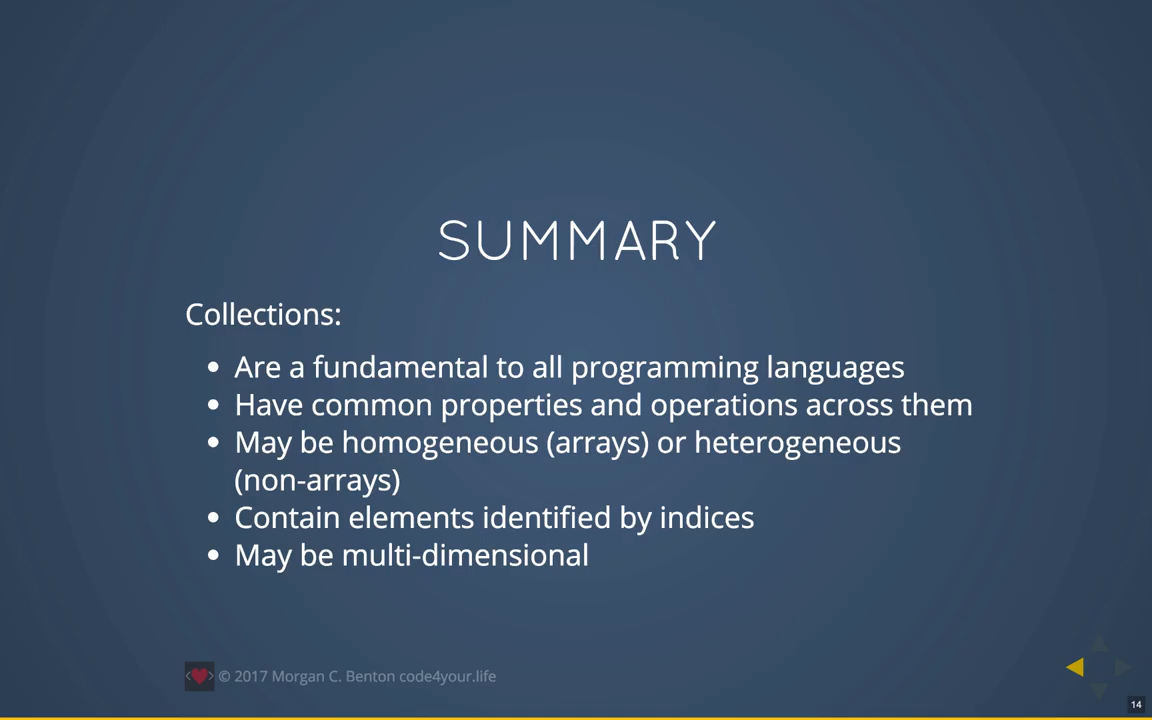 SUMMARY
Collections:
• Are a fundamental to all programming languages
• Have common properties and operations across them
• May be homogeneous (arrays) or heterogeneous
(non-arrays)
• Contain elements identified by indices
• May be multi-dimensional
<> © 2017 Morgan C. Benton code4your.life
14